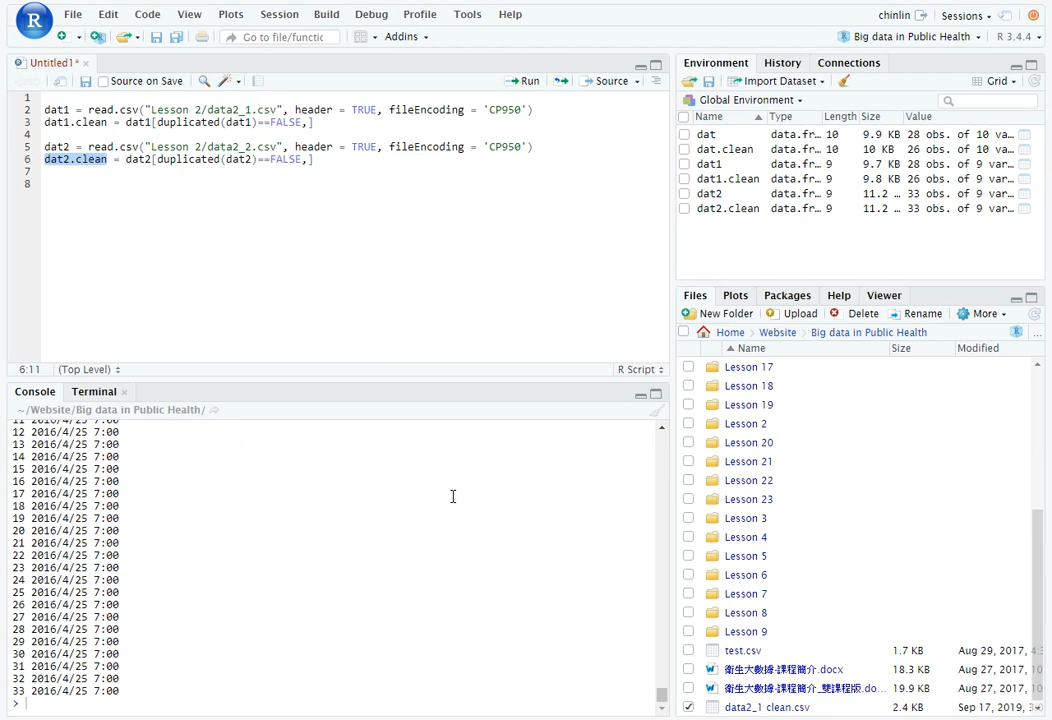 R File Edit Code View Plots Session Build Debug Profile Tools Help chinlin Sessions
Go to file/functic Addins Big data in Public Health R 3.4.4
Untitled1*
Source on Save Run Source
1
2 dat1 = read.csv("Lesson 2/data2_1.csv", header = TRUE, fileEncoding = 'CP950')
3 dat1.clean = dat1[duplicated(dat1)==FALSE,]
4
5 dat2 = read.csv("Lesson 2/data2_2.csv", header = TRUE, fileEncoding = 'CP950')
6 dat2.clean = dat2[duplicated(dat2)==FALSE,]
7
8
6:11 (Top Level) R Script
Console Terminal
~/Website/Big data in Public Health/
11 2016/4/25 7:00
12 2016/4/25 7:00
13 2016/4/25 7:00
14 2016/4/25 7:00
15 2016/4/25 7:00
16 2016/4/25 7:00
17 2016/4/25 7:00
18 2016/4/25 7:00
19 2016/4/25 7:00
20 2016/4/25 7:00
21 2016/4/25 7:00
22 2016/4/25 7:00
23 2016/4/25 7:00
24 2016/4/25 7:00
25 2016/4/25 7:00
26 2016/4/25 7:00
27 2016/4/25 7:00
28 2016/4/25 7:00
29 2016/4/25 7:00
30 2016/4/25 7:00
31 2016/4/25 7:00
32 2016/4/25 7:00
33 2016/4/25 7:00
>
Environment History Connections
Import Dataset Grid
Global Environment
Name Type Length Size Value
dat data.fr… 10 9.9 KB 28 obs. of 10 va…
dat.clean data.fr… 10 10 KB 26 obs. of 10 va…
dat1 data.fr… 9 9.7 KB 28 obs. of 9 var…
dat1.clean data.fr… 9 9.8 KB 26 obs. of 9 var…
dat2 data.fr… 9 11.2 … 33 obs. of 9 var…
dat2.clean data.fr… 9 11.2 … 33 obs. of 9 var…
Files Plots Packages Help Viewer
New Folder Upload Delete Rename More
Home Website Big data in Public Health R ...
Name Size Modified
Lesson 17
Lesson 18
Lesson 19
Lesson 2
Lesson 20
Lesson 21
Lesson 22
Lesson 23
Lesson 3
Lesson 4
Lesson 5
Lesson 6
Lesson 7
Lesson 8
Lesson 9
test.csv 1.7 KB Aug 29, 2017, 4:
衛生大數據-課程簡介.docx 18.3 KB Aug 27, 2017, 10
衛生大數據-課程簡介_雙課程版.do… 19.9 KB Aug 27, 2017, 10
data2_1 clean.csv 2.4 KB Sep 17, 2019, 3:0